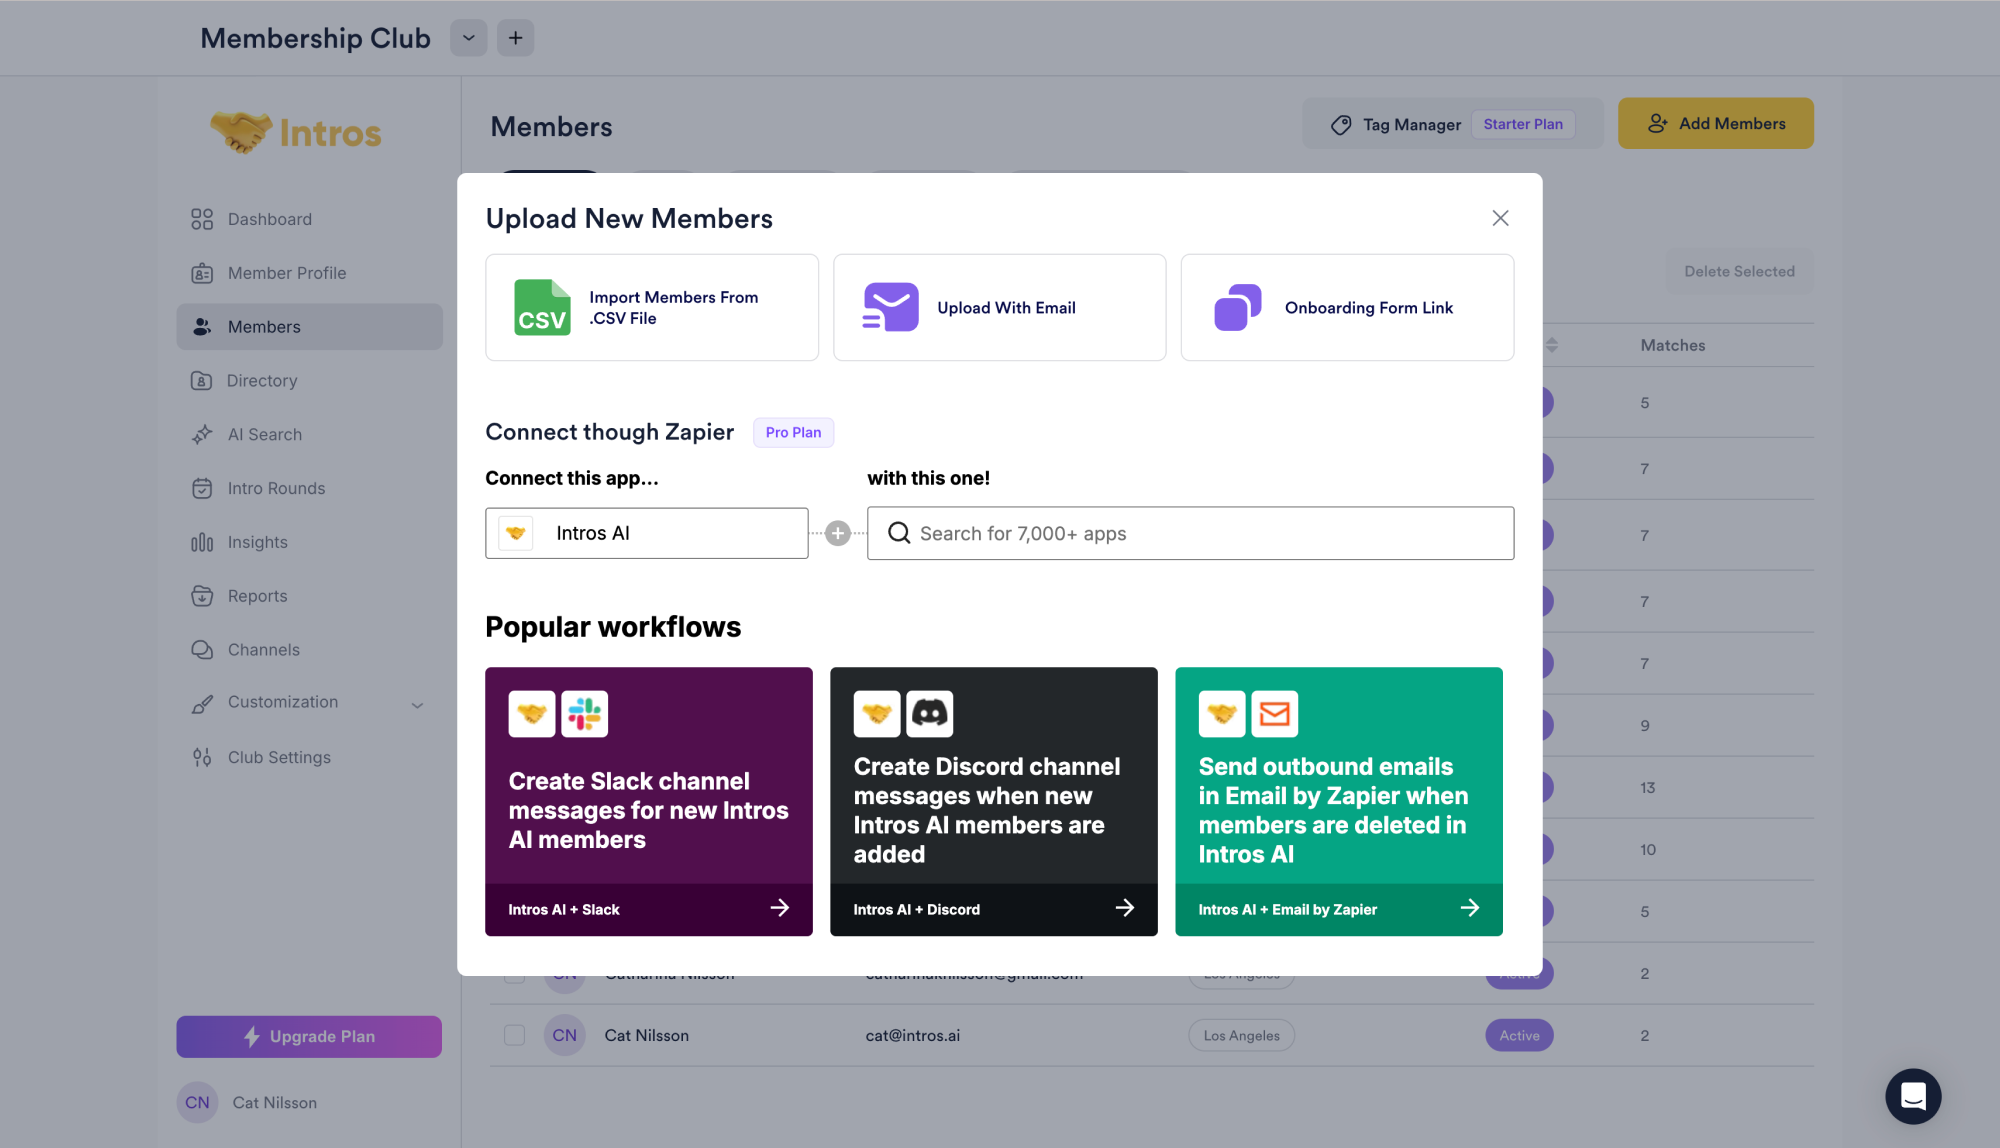 Membership Club
Intros
Dashboard
Member Profile
Members
Directory
AI Search
Intro Rounds
Insights
Reports
Channels
Customization
Club Settings
Upgrade Plan
CN
Cat Nilsson
Members
Tag Manager
Starter Plan
Add Members
Delete Selected
Matches
5
7
7
7
7
9
13
10
5
Upload New Members
CSV
Import Members From
.CSV File
Upload With Email
Onboarding Form Link
Connect though Zapier
Pro Plan
Connect this app...
with this one!
Intros AI
Search for 7,000+ apps
Popular workflows
Create Slack channel
messages for new Intros
AI members
Intros AI + Slack
Create Discord channel
messages when new
Intros AI members are
added
Intros AI + Discord
Send outbound emails
in Email by Zapier when
members are deleted in
Intros AI
Intros AI + Email by Zapier
CN
Catharina Nilsson
Los Angeles
Active
2
CN
Cat Nilsson
cat@intros.ai
Los Angeles
Active
2